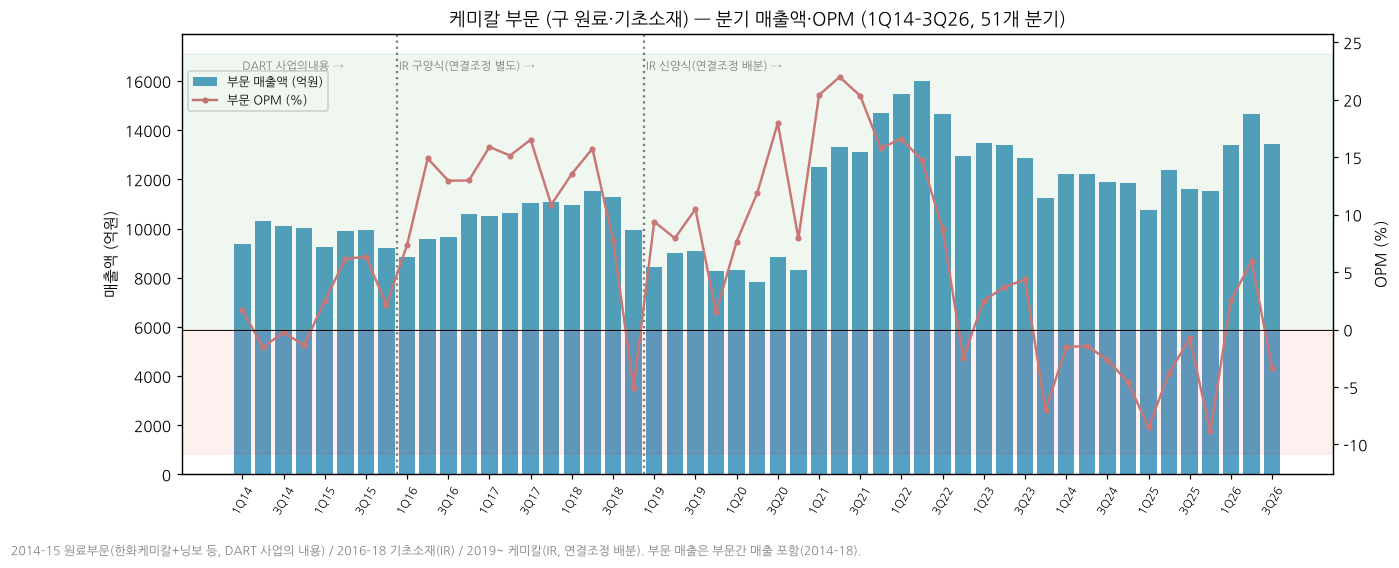 케미칼 부문 (구 원료·기초소재) — 분기 매출액·OPM (1Q14-3Q26, 51개 분기)
DART 사업의내용 → IR 구양식(연결조정 별도) → IR 신양식(연결조정 배분) →
부문 매출액 (억원)
부문 OPM (%)
매출액 (억원)
16000
14000
12000
10000
8000
6000
4000
2000
0
25
20
15
10
5
0
-5
-10
OPM (%)
1Q14 3Q14 1Q15 3Q15 1Q16 3Q16 1Q17 3Q17 1Q18 3Q18 1Q19 3Q19 1Q20 3Q20 1Q21 3Q21 1Q22 3Q22 1Q23 3Q23 1Q24 3Q24 1Q25 3Q25 1Q26 3Q26
2014-15 원료부문(한화케미칼+닝보 등, DART 사업의 내용) / 2016-18 기초소재(IR) / 2019~ 케미칼(IR, 연결조정 배분). 부문 매출은 부문간 매출 포함(2014-18).